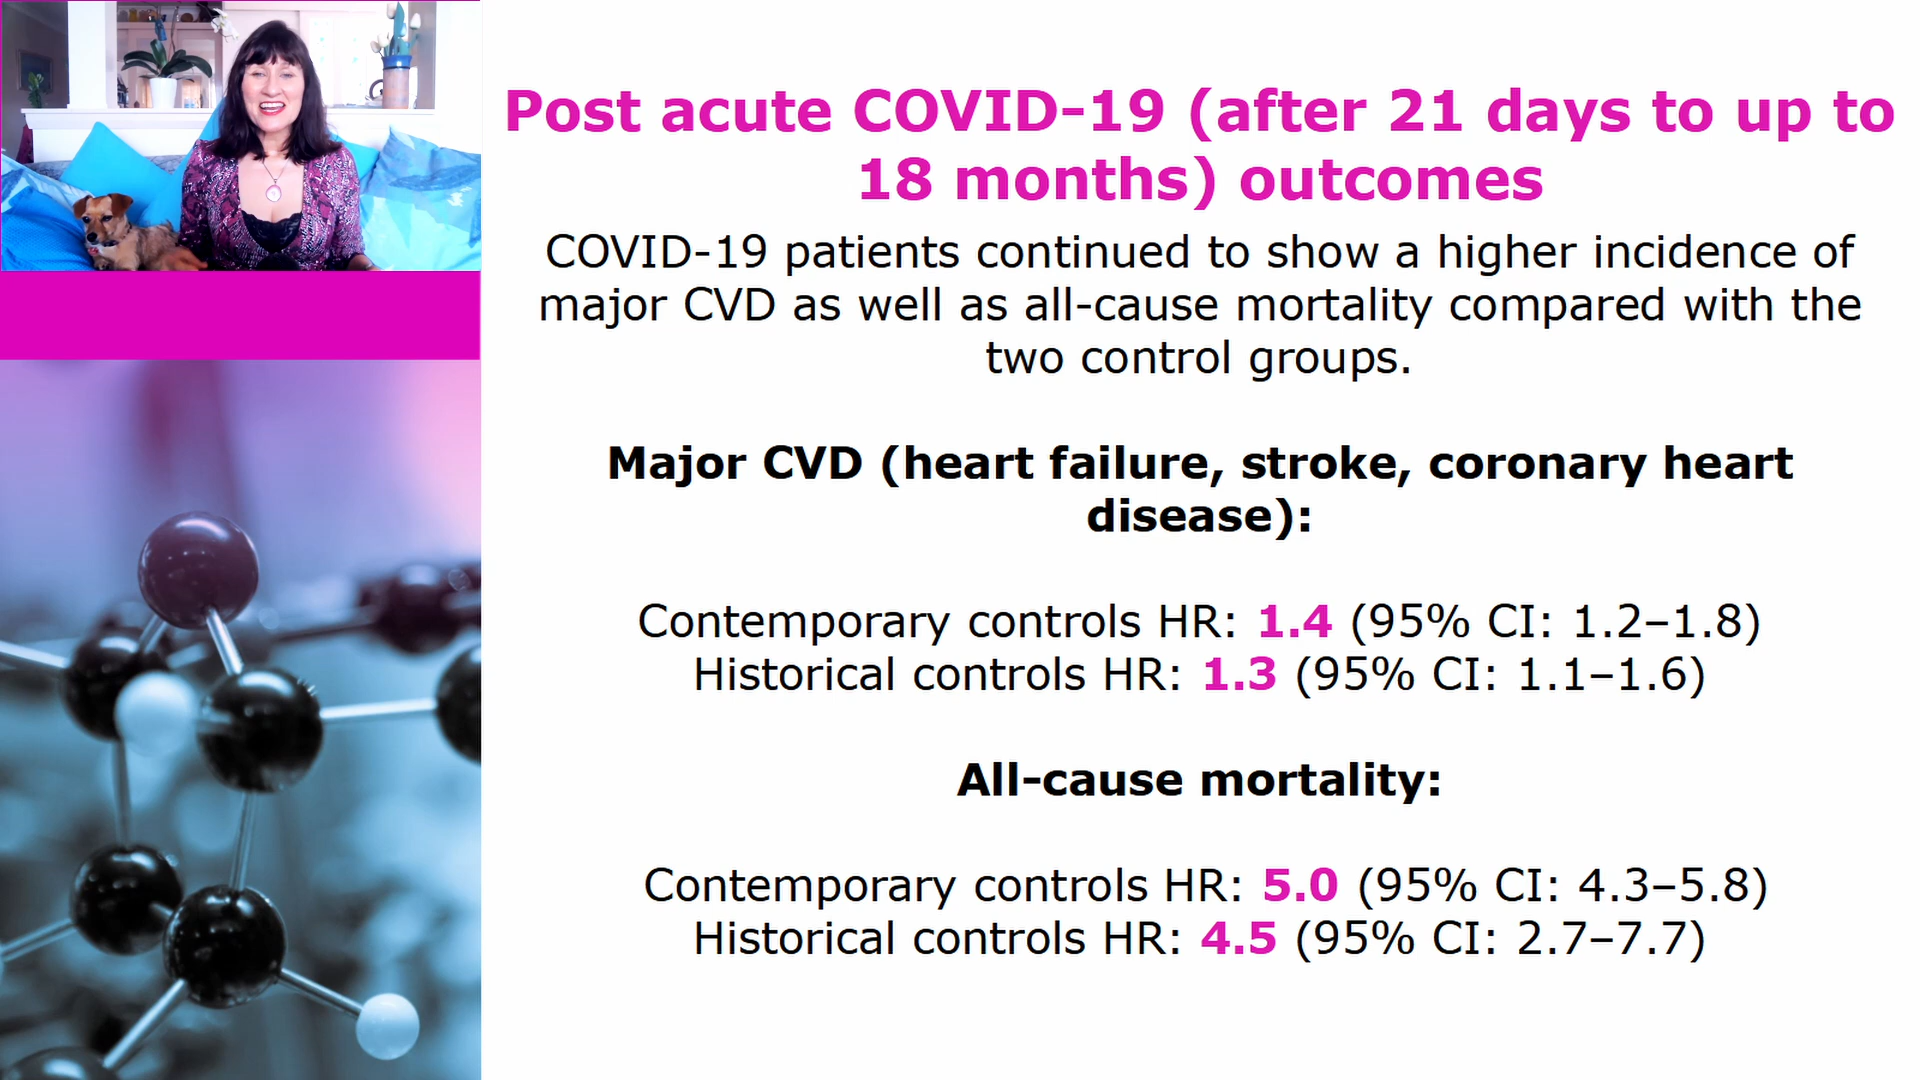 Post acute COVID-19 (after 21 days to up to
18 months) outcomes
COVID-19 patients continued to show a higher incidence of
major CVD as well as all-cause mortality compared with the
two control groups.
Major CVD (heart failure, stroke, coronary heart
disease):
Contemporary controls HR: 1.4 (95% CI: 1.2–1.8)
Historical controls HR: 1.3 (95% CI: 1.1–1.6)
All-cause mortality:
Contemporary controls HR: 5.0 (95% CI: 4.3–5.8)
Historical controls HR: 4.5 (95% CI: 2.7–7.7)